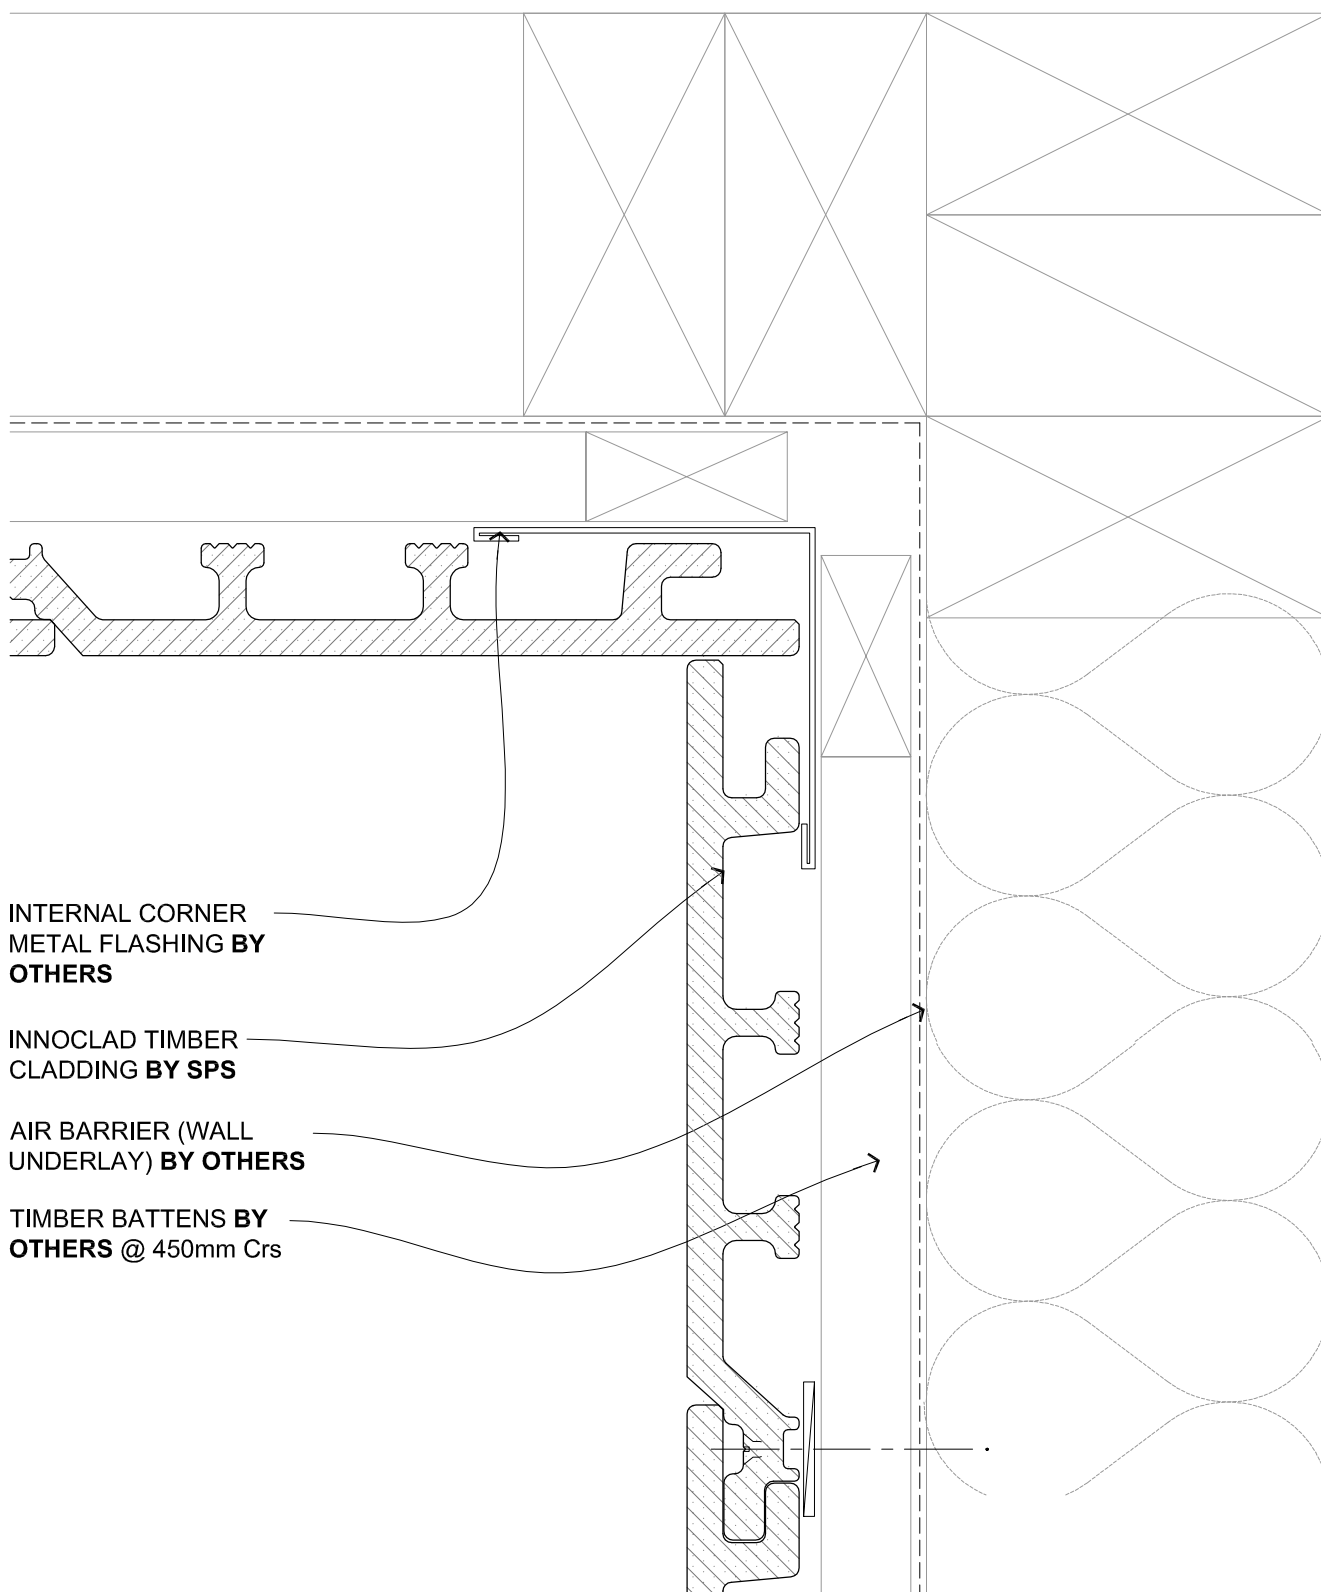 INTERNAL CORNER
METAL FLASHING BY
OTHERS
INNOCLAD TIMBER
CLADDING BY SPS
AIR BARRIER (WALL
UNDERLAY) BY OTHERS
TIMBER BATTENS BY
OTHERS @ 450mm Crs